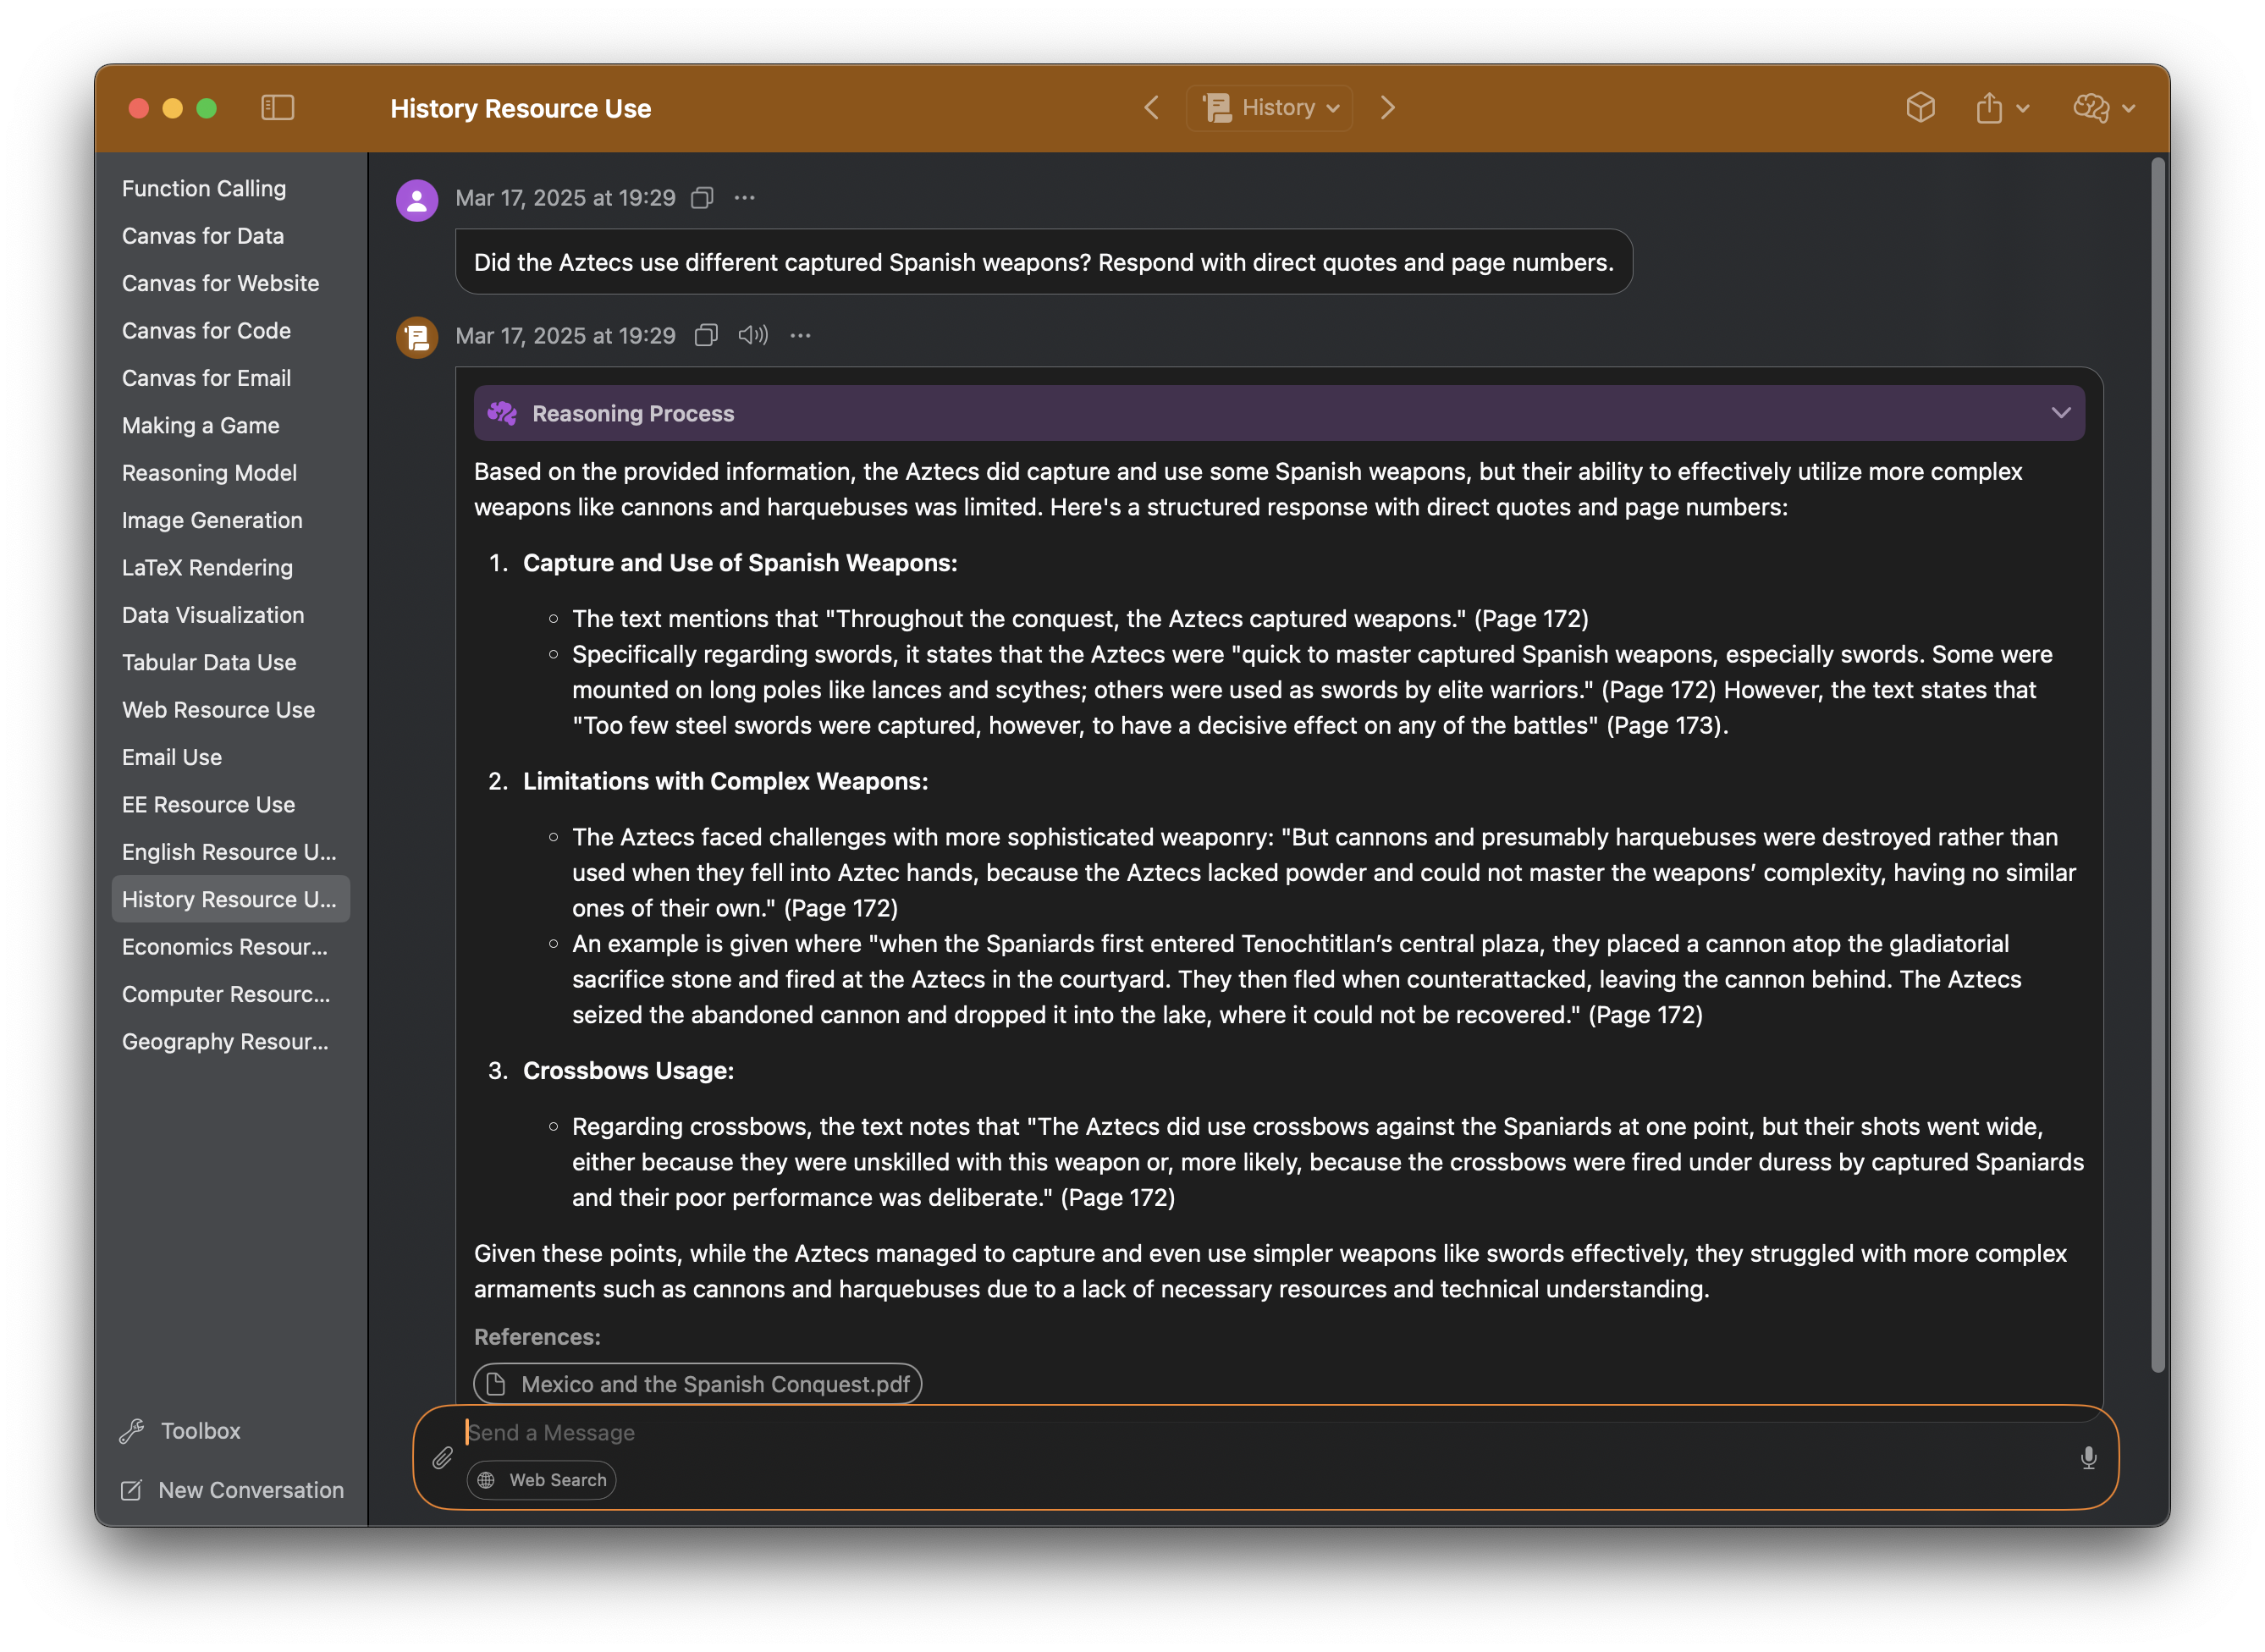 History Resource Use
History
Function Calling
Canvas for Data
Canvas for Website
Canvas for Code
Canvas for Email
Making a Game
Reasoning Model
Image Generation
LaTeX Rendering
Data Visualization
Tabular Data Use
Web Resource Use
Email Use
EE Resource Use
English Resource U...
History Resource U...
Economics Resour...
Computer Resourc...
Geography Resour...
Toolbox
New Conversation
Mar 17, 2025 at 19:29
Did the Aztecs use different captured Spanish weapons? Respond with direct quotes and page numbers.
Mar 17, 2025 at 19:29
Reasoning Process
Based on the provided information, the Aztecs did capture and use some Spanish weapons, but their ability to effectively utilize more complex
weapons like cannons and harquebuses was limited. Here's a structured response with direct quotes and page numbers:
1. Capture and Use of Spanish Weapons:
◦ The text mentions that "Throughout the conquest, the Aztecs captured weapons." (Page 172)
◦ Specifically regarding swords, it states that the Aztecs were "quick to master captured Spanish weapons, especially swords. Some were
mounted on long poles like lances and scythes; others were used as swords by elite warriors." (Page 172) However, the text states that
"Too few steel swords were captured, however, to have a decisive effect on any of the battles" (Page 173).
2. Limitations with Complex Weapons:
◦ The Aztecs faced challenges with more sophisticated weaponry: "But cannons and presumably harquebuses were destroyed rather than
used when they fell into Aztec hands, because the Aztecs lacked powder and could not master the weapons’ complexity, having no similar
ones of their own." (Page 172)
◦ An example is given where "when the Spaniards first entered Tenochtitlan’s central plaza, they placed a cannon atop the gladiatorial
sacrifice stone and fired at the Aztecs in the courtyard. They then fled when counterattacked, leaving the cannon behind. The Aztecs
seized the abandoned cannon and dropped it into the lake, where it could not be recovered." (Page 172)
3. Crossbows Usage:
◦ Regarding crossbows, the text notes that "The Aztecs did use crossbows against the Spaniards at one point, but their shots went wide,
either because they were unskilled with this weapon or, more likely, because the crossbows were fired under duress by captured Spaniards
and their poor performance was deliberate." (Page 172)
Given these points, while the Aztecs managed to capture and even use simpler weapons like swords effectively, they struggled with more complex
armaments such as cannons and harquebuses due to a lack of necessary resources and technical understanding.
References:
Mexico and the Spanish Conquest.pdf
Send a Message
Web Search